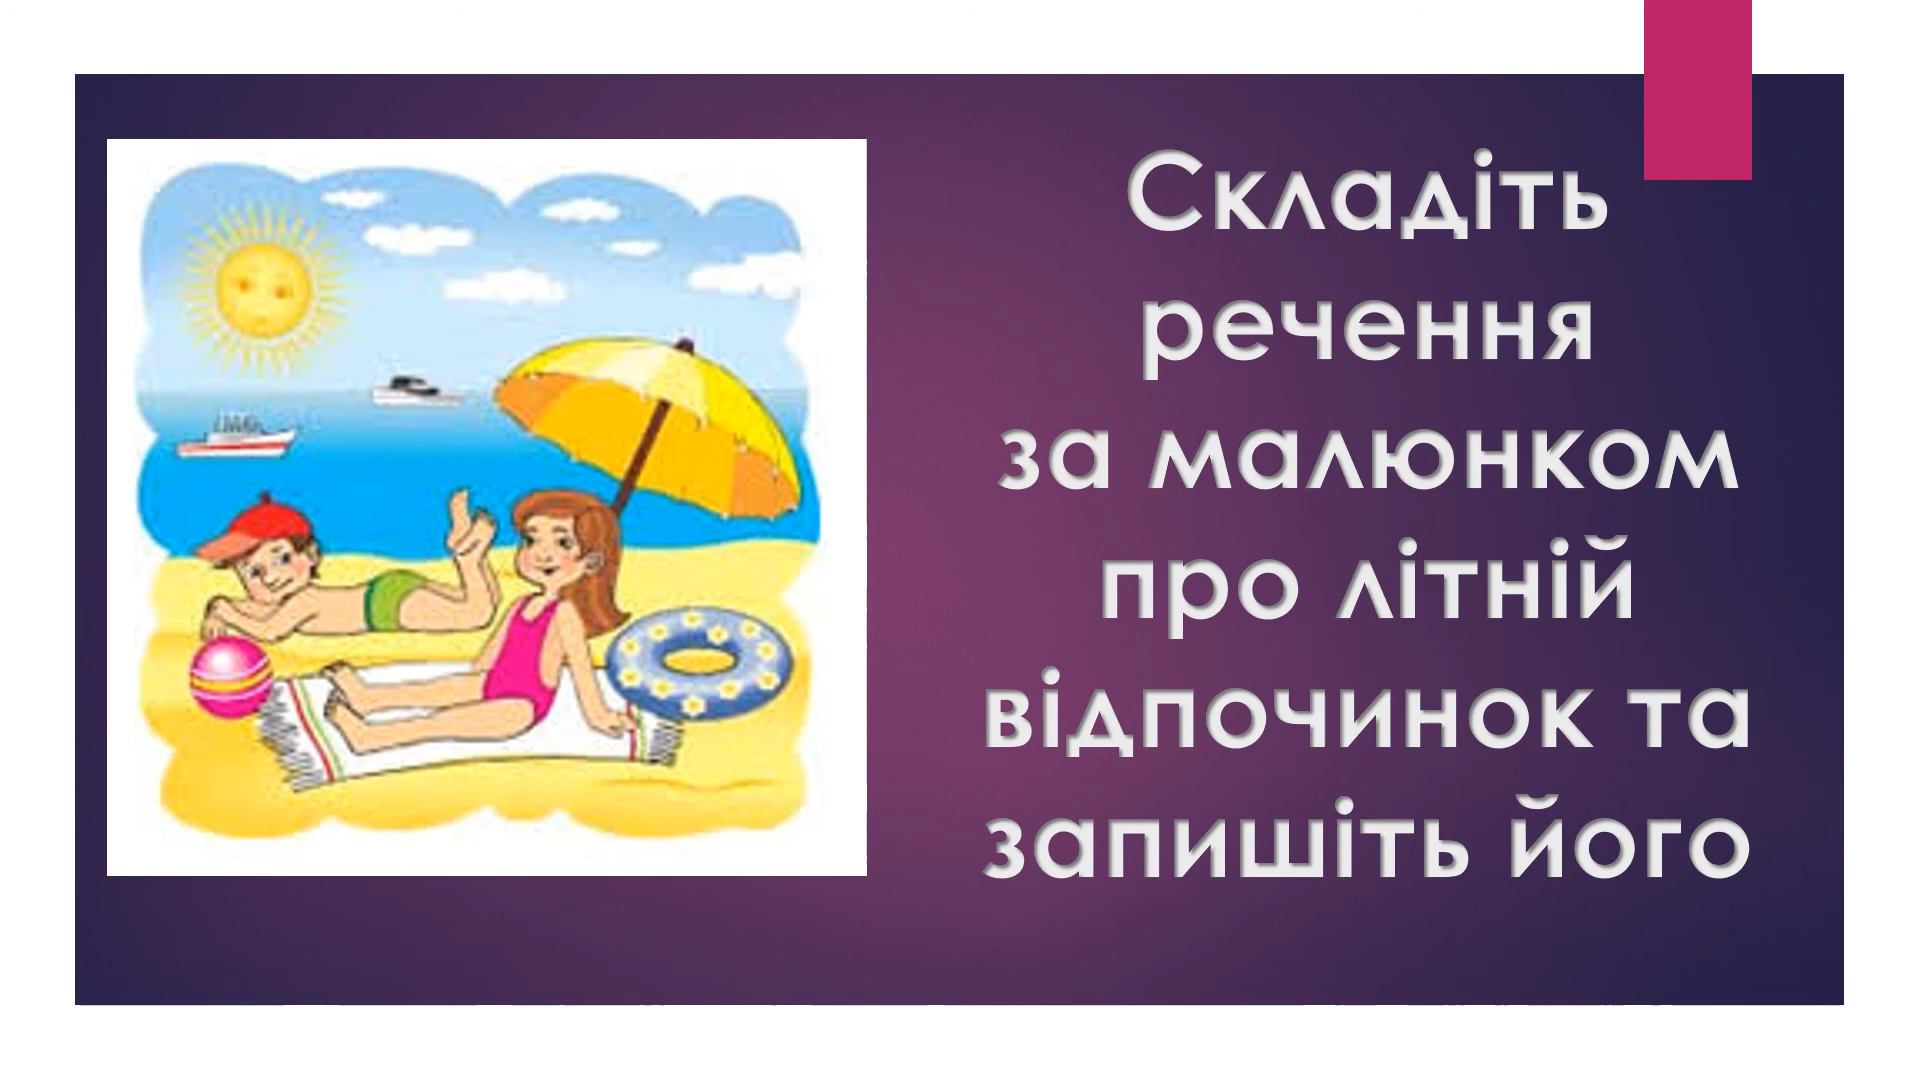 Складіть
речення
за малюнком
про літній
відпочинок та
запишіть його